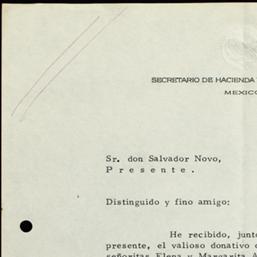 SECRETARIO DE HACIENDA
MEXICO
Sr. don Salvador Novo,
Presente.
Distinguido y fino amigo:
He recibido, junto
presente, el valioso donativo
señoritas Elena y Margarita